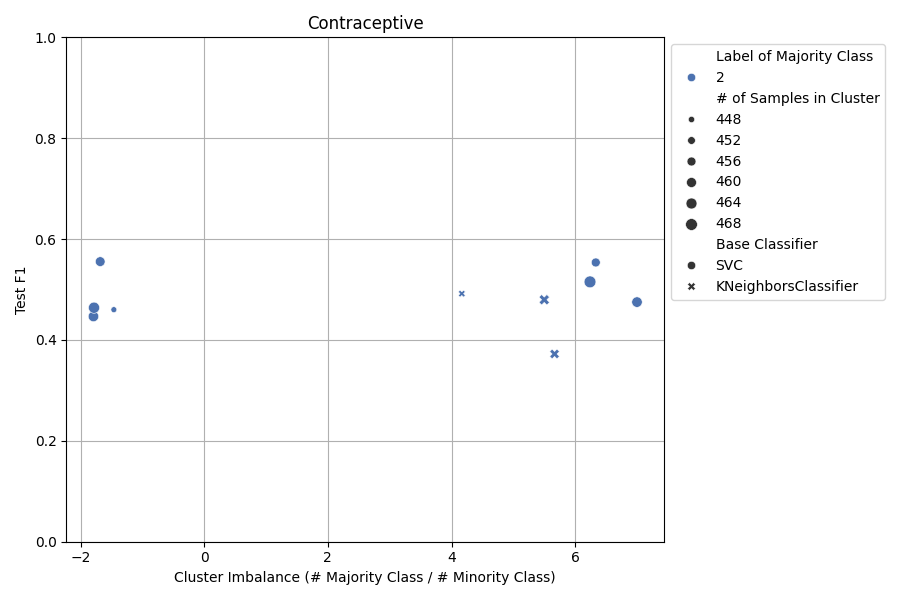 Contraceptive
1.0
0.8
0.6
0.4
0.2
0.0
Test F1
−2
0
2
4
6
Cluster Imbalance (# Majority Class / # Minority Class)
Label of Majority Class
2
# of Samples in Cluster
448
452
456
460
464
468
Base Classifier
SVC
KNeighborsClassifier